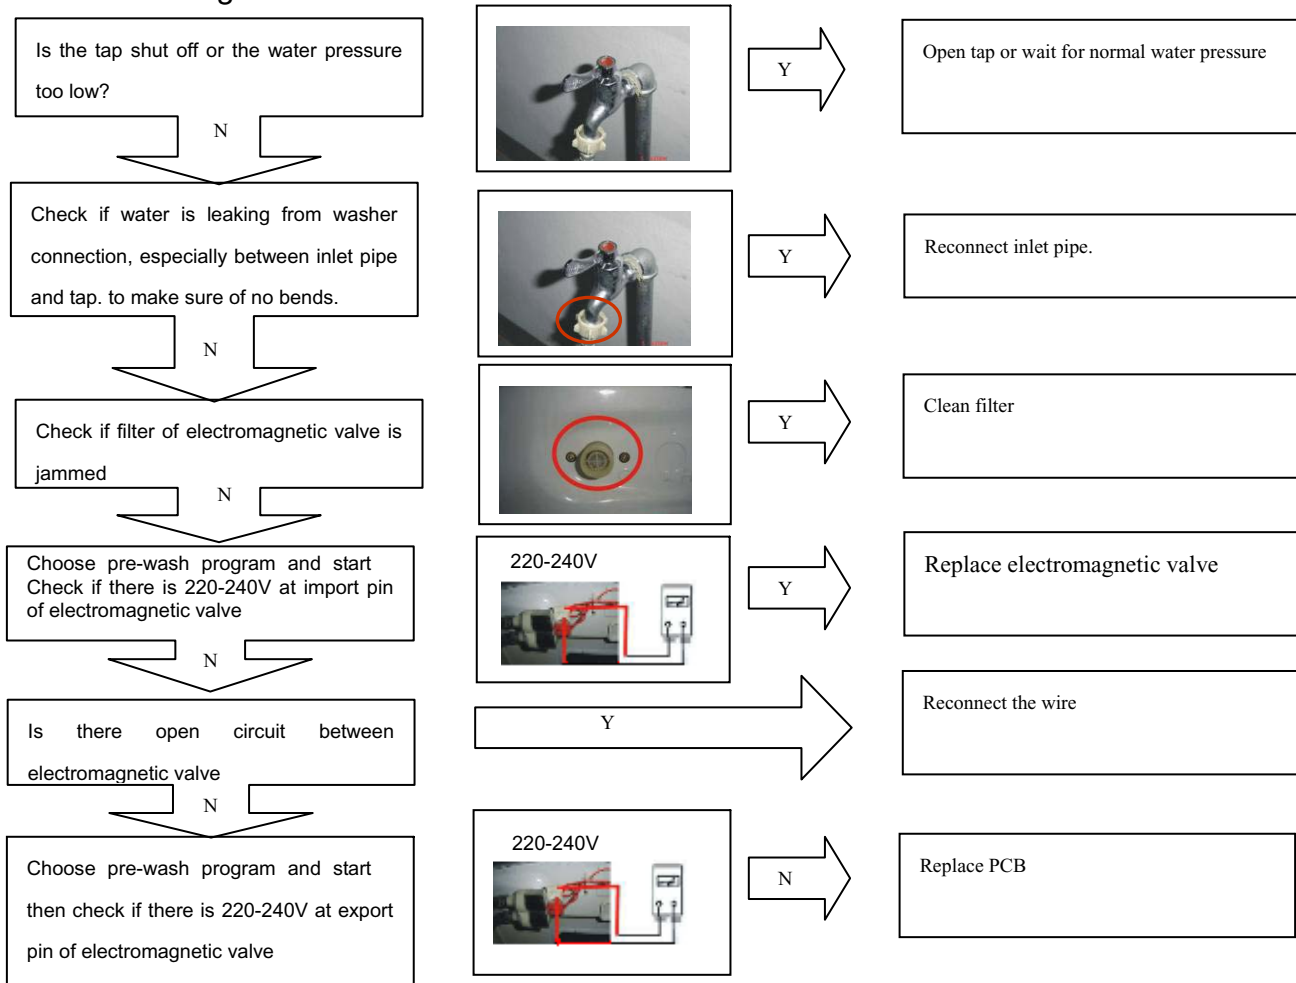 Is the tap shut off or the water pressure
too low?
N
Y
Open tap or wait for normal water pressure
Check if water is leaking from washer
connection, especially between inlet pipe
and tap. to make sure of no bends.
N
Y
Reconnect inlet pipe.
Check if filter of electromagnetic valve is
jammed
N
Y
Clean filter
Choose pre-wash program and start
Check if there is 220-240V at import pin
of electromagnetic valve
N
220-240V
Y
Replace electromagnetic valve
Is there open circuit between
electromagnetic valve
N
Y
Reconnect the wire
Choose pre-wash program and start
then check if there is 220-240V at export
pin of electromagnetic valve
220-240V
N
Replace PCB